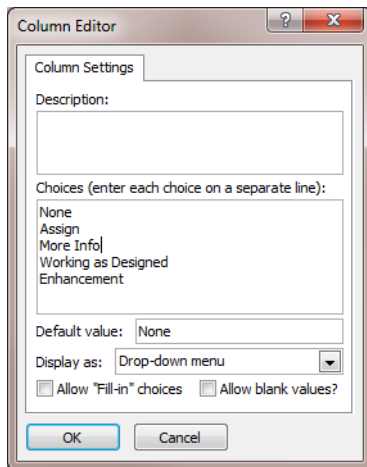 Column Editor
Column Settings
Description:
Choices (enter each choice on a separate line):
None
Assign
More Info
Working as Designed
Enhancement
Default value: None
Display as: Drop-down menu
Allow "Fill-in" choices Allow blank values?
OK Cancel